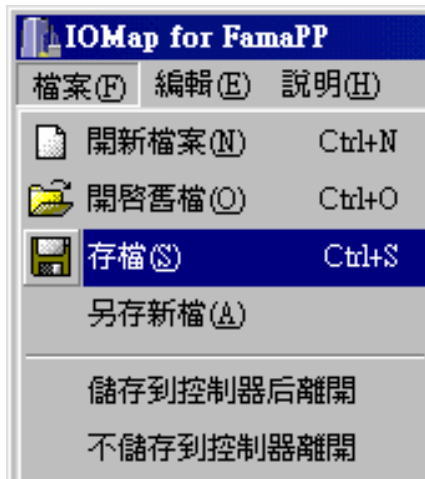 IOMap for FamaPP
檔案(F) 編輯(E) 說明(H)
開新檔案(N) Ctrl+N
開啓舊檔(O) Ctrl+O
存檔(S) Ctrl+S
另存新檔(A)
儲存到控制器后離開
不儲存到控制器離開